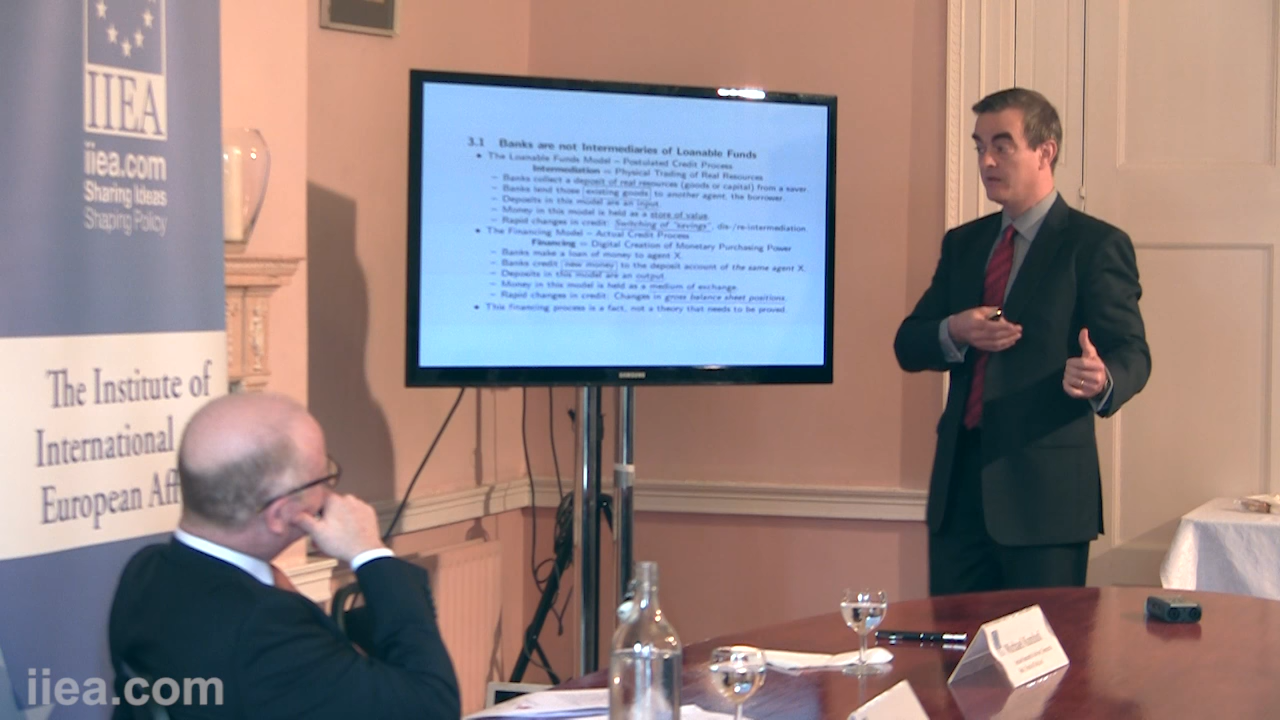 IIEA
iiea.com
Sharing Ideas
Shaping Policy
The Institute of
International
European Aff
3.1 Banks are not Intermediaries of Loanable Funds
• The Loanable Funds Model – Postulated Credit Process
Intermediation = Physical Trading of Real Resources
– Banks collect a deposit of real resources (goods or capital) from a saver.
– Banks lend those existing goods to another agent, the borrower.
– Deposits in this model are an input.
– Money in this model is held as a store of value.
– Rapid changes in credit: Switching of "savings", dis-/re-intermediation.
• The Financing Model – Actual Credit Process
Financing = Digital Creation of Monetary Purchasing Power
– Banks make a loan of money to agent X.
– Banks credit new money to the deposit account of the same agent X.
– Deposits in this model are an output.
– Money in this model is held as a medium of exchange.
– Rapid changes in credit: Changes in gross balance sheet positions.
• This financing process is a fact, not a theory that needs to be proved.
SAMSUNG
Michael Kumhof
iiea.com